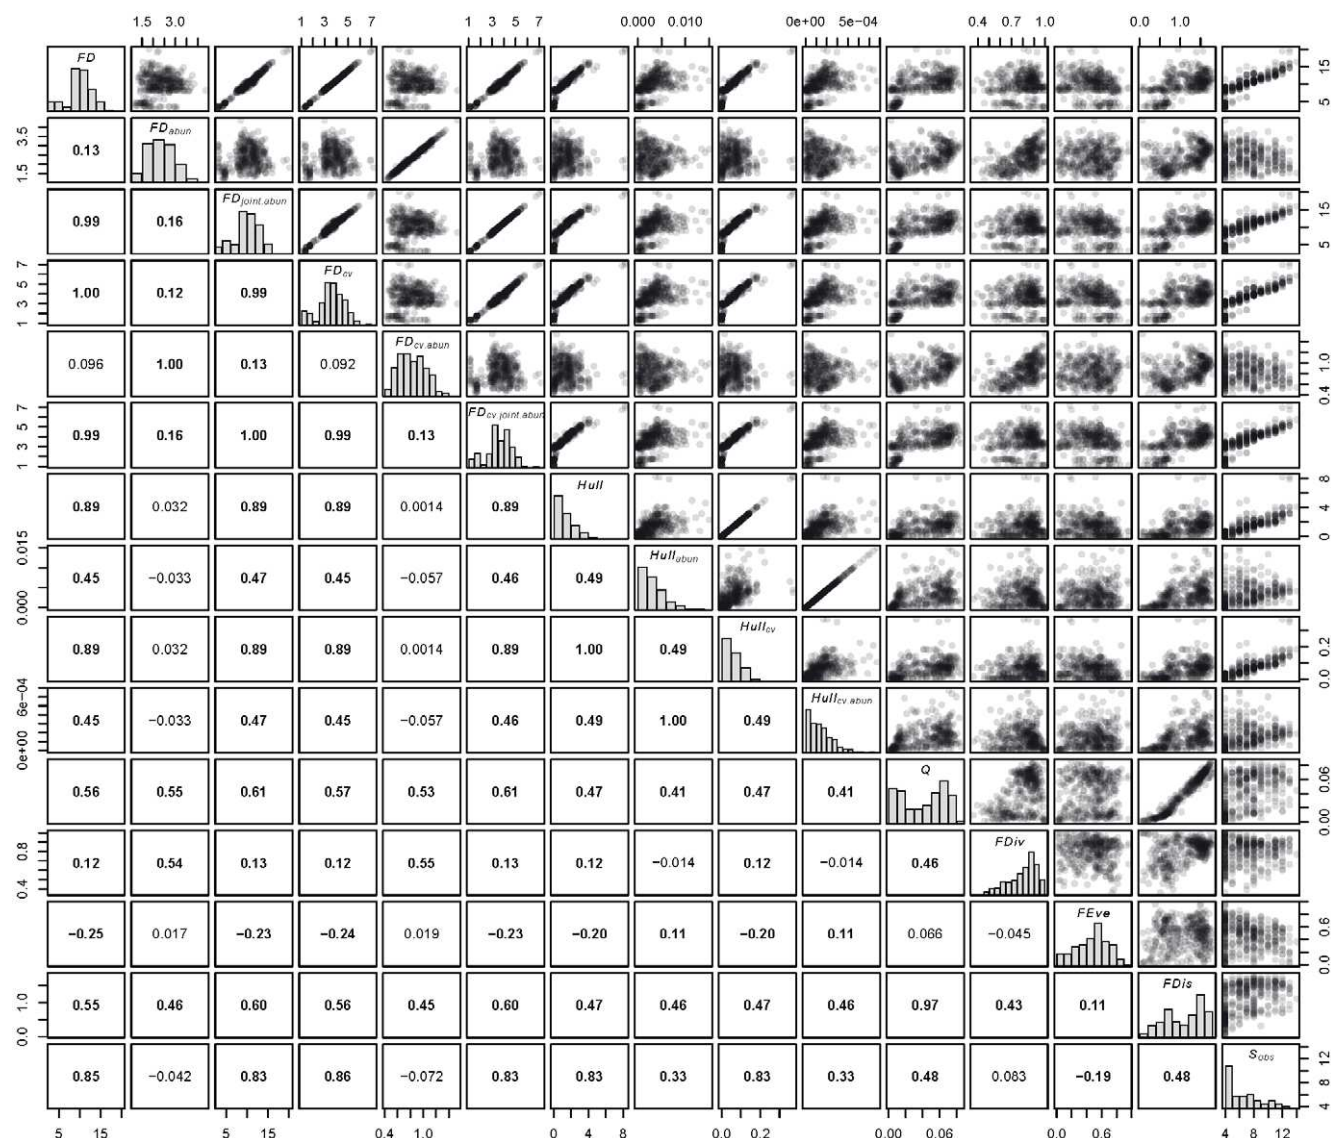 1.5 3.0 1 3 5 7 1 3 5 7 0.000 0.010 0e+00 5e−04 0.4 0.7 1.0 0.0 1.0
FD
5 15
1.5 3.5
0.13
FD abun
0.99 0.16
FD joint.abun
5 15
1 3 5 7
1.00 0.12 0.99
FD cv
0.096 1.00 0.13 0.092
FD cv.abun
0.4 1.0
1 3 5 7
0.99 0.16 1.00 0.99 0.13
FD cv.joint.abun
0.89 0.032 0.89 0.89 0.0014 0.89
Hull
0 4 8
0.000 0.015
0.45 −0.033 0.47 0.45 −0.057 0.46 0.49
Hull abun
0.89 0.032 0.89 0.89 0.0014 0.89 1.00 0.49
Hull cv
0.0 0.2
0e+00 6e−04
0.45 −0.033 0.47 0.45 −0.057 0.46 0.49 1.00 0.49
Hull cv.abun
0.56 0.55 0.61 0.57 0.53 0.61 0.47 0.41 0.47 0.41
Q
0.00 0.06
0.4 0.8
0.12 0.54 0.13 0.12 0.55 0.13 0.12 −0.014 0.12 −0.014 0.46
FDiv
−0.25 0.017 −0.23 −0.24 0.019 −0.23 −0.20 0.11 −0.20 0.11 0.066 −0.045
FEve
0.0 0.6
0.0 1.0
0.55 0.46 0.60 0.56 0.45 0.60 0.47 0.46 0.47 0.46 0.97 0.43 0.11
FDis
0.85 −0.042 0.83 0.86 −0.072 0.83 0.83 0.33 0.83 0.33 0.48 0.083 −0.19 0.48
S obs
4 8 12
5 15 5 15 0.4 1.0 0 4 8 0.0 0.2 0.00 0.06 0.0 0.6 4 8 12